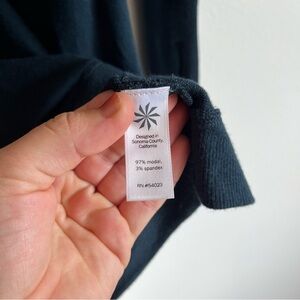 Designed in
Sonoma County,
California
97% modal,
3% spandex
RN #54023